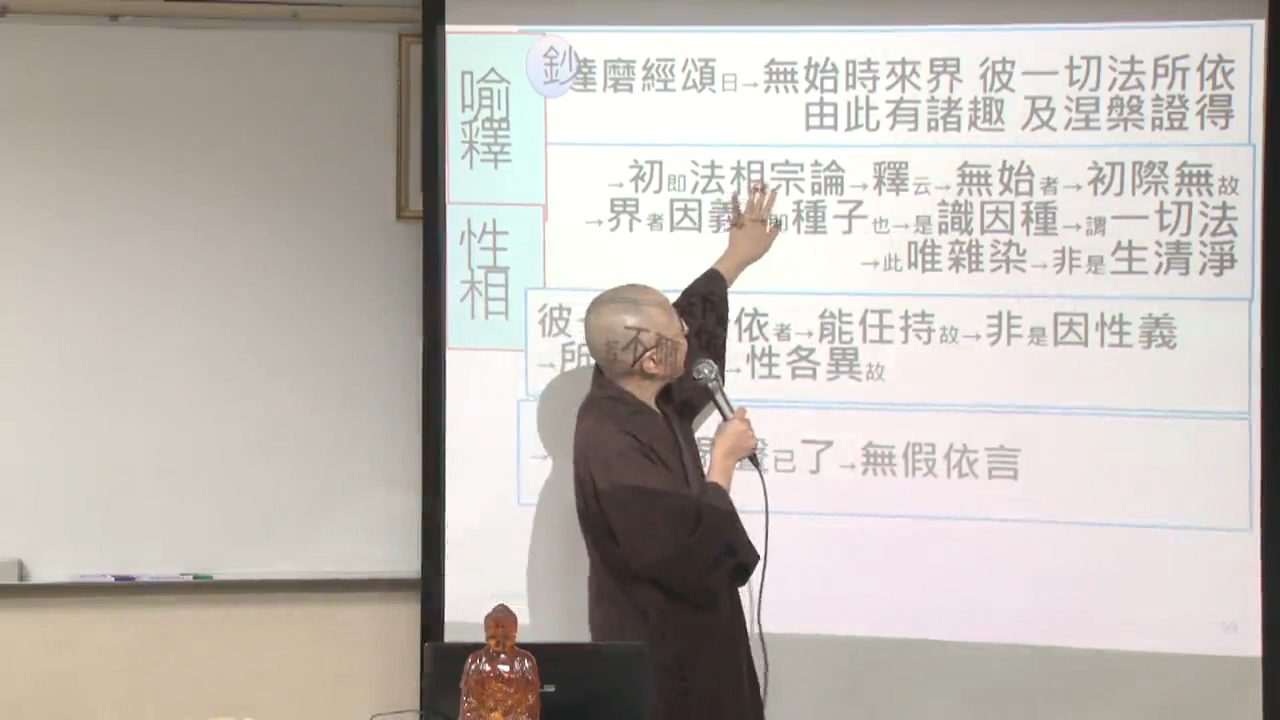 喻釋
性相
鈔
達磨經頌曰→無始時來界 彼一切法所依
由此有諸趣 及涅槃證得
→初即法相宗論→釋云→無始者→初際無故
→界者因義→即種子也→是識因種→謂一切法
→此唯雜染→非是生清淨
彼 依者→能任持故→非是因性義
→所 不 →性各異故
→ 已了→無假依言